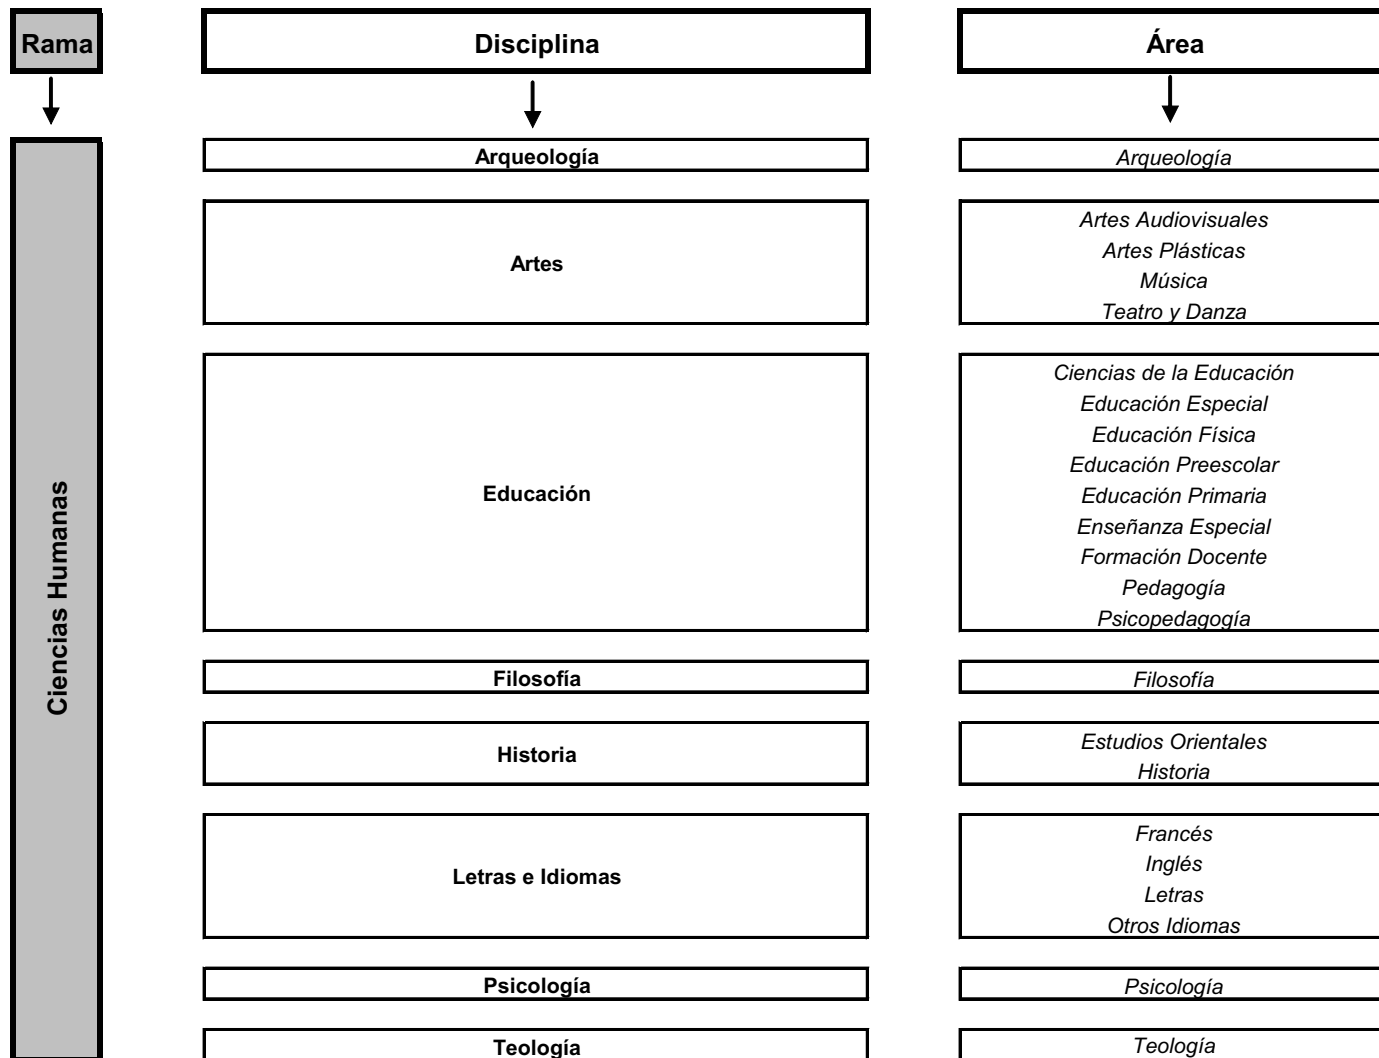 Rama
Disciplina
Área
Ciencias Humanas
Arqueología
Arqueología
Artes
Artes Audiovisuales
Artes Plásticas
Música
Teatro y Danza
Educación
Ciencias de la Educación
Educación Especial
Educación Física
Educación Preescolar
Educación Primaria
Enseñanza Especial
Formación Docente
Pedagogía
Psicopedagogía
Filosofía
Filosofía
Historia
Estudios Orientales
Historia
Letras e Idiomas
Francés
Inglés
Letras
Otros Idiomas
Psicología
Psicología
Teología
Teología